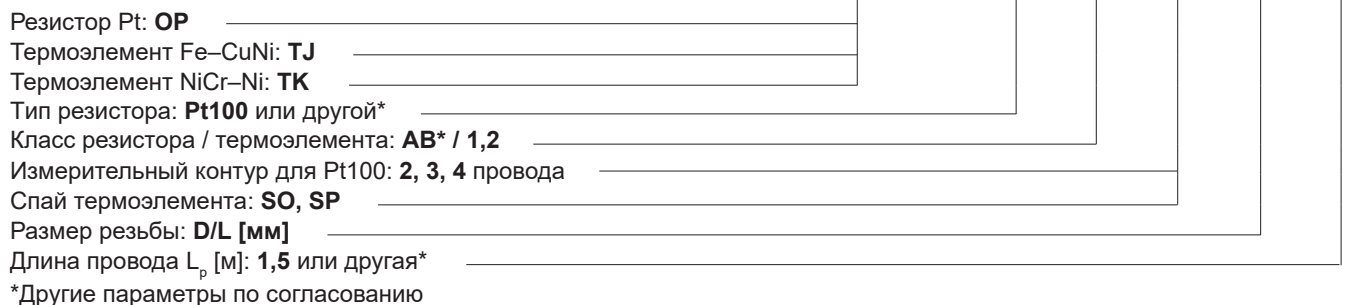 Резистор Pt: OP
Термоэлемент Fe–CuNi: TJ
Термоэлемент NiCr–Ni: TK
Тип резистора: Pt100 или другой*
Класс резистора / термоэлемента: AB* / 1,2
Измерительный контур для Pt100: 2, 3, 4 провода
Спай термоэлемента: SO, SP
Размер резьбы: D/L [мм]
Длина провода Lp [м]: 1,5 или другая*
*Другие параметры по согласованию